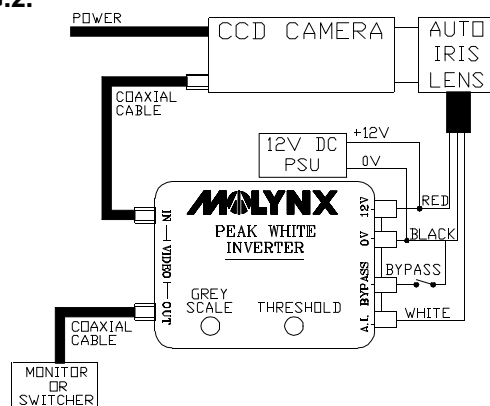 POWER
CCD CAMERA
AUTO
IRIS
LENS
COAXIAL
CABLE
12V DC
PSU
+12V
0V
MOLYNX
PEAK WHITE
INVERTER
IN
VIDEO
OUT
12V
0V
BYPASS
A.I.
RED
BLACK
BYPASS
WHITE
GREY
SCALE
THRESHOLD
COAXIAL
CABLE
MONITOR
OR
SWITCHER